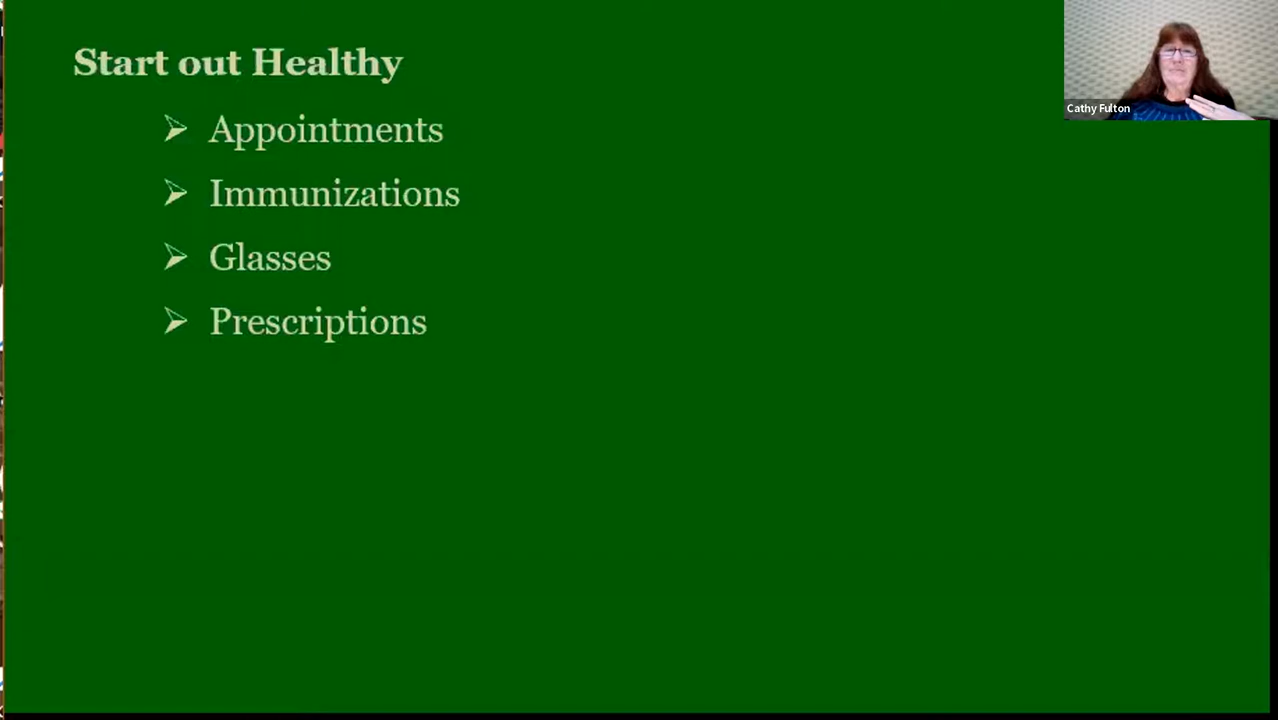 Start out Healthy
Appointments
Immunizations
Glasses
Prescriptions
Cathy Fulton